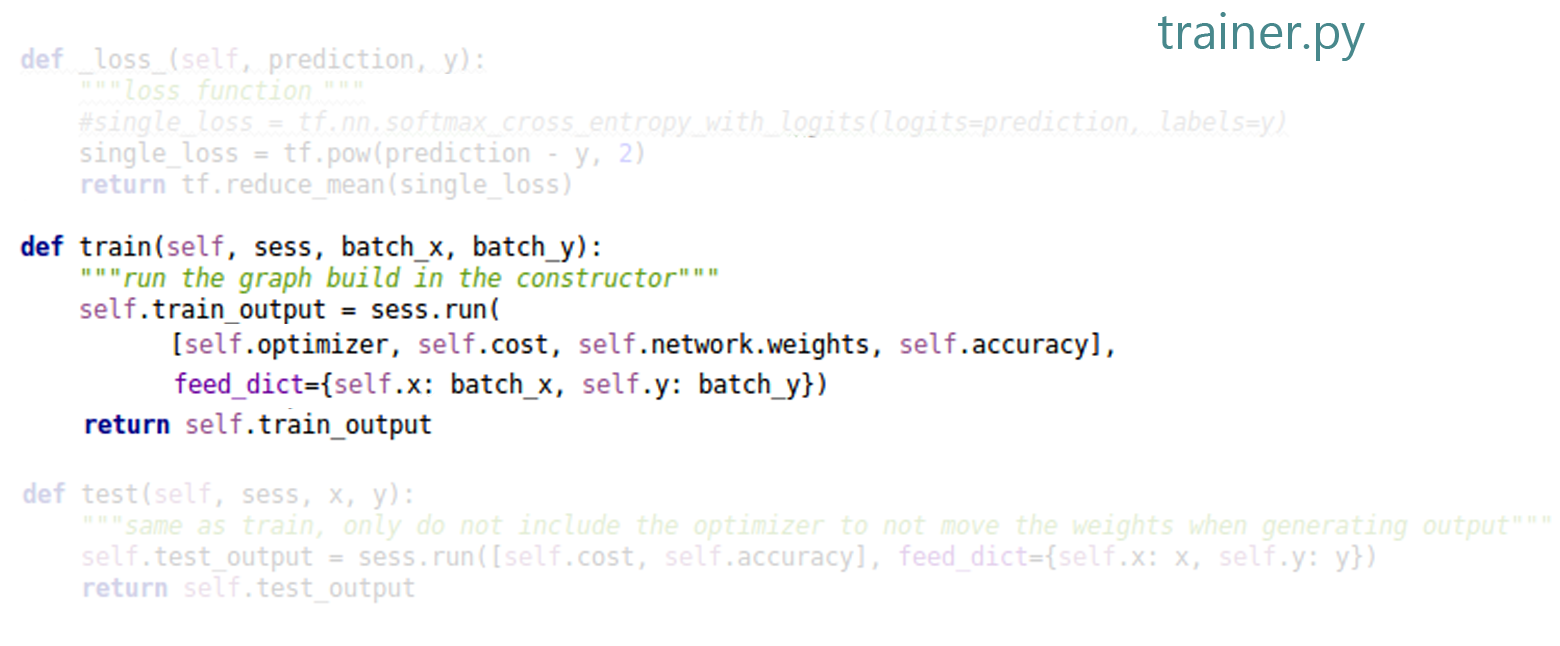 trainer.py
def _loss_(self, prediction, y):
"""loss function """
#single_loss = tf.nn.softmax_cross_entropy_with_logits(logits=prediction, labels=y)
single_loss = tf.pow(prediction - y, 2)
return tf.reduce_mean(single_loss)
def train(self, sess, batch_x, batch_y):
"""run the graph build in the constructor"""
self.train_output = sess.run(
[self.optimizer, self.cost, self.network.weights, self.accuracy],
feed_dict={self.x: batch_x, self.y: batch_y})
return self.train_output
def test(self, sess, x, y):
"""same as train, only do not include the optimizer to not move the weights when generating output"""
self.test_output = sess.run([self.cost, self.accuracy], feed_dict={self.x: x, self.y: y})
return self.test_output